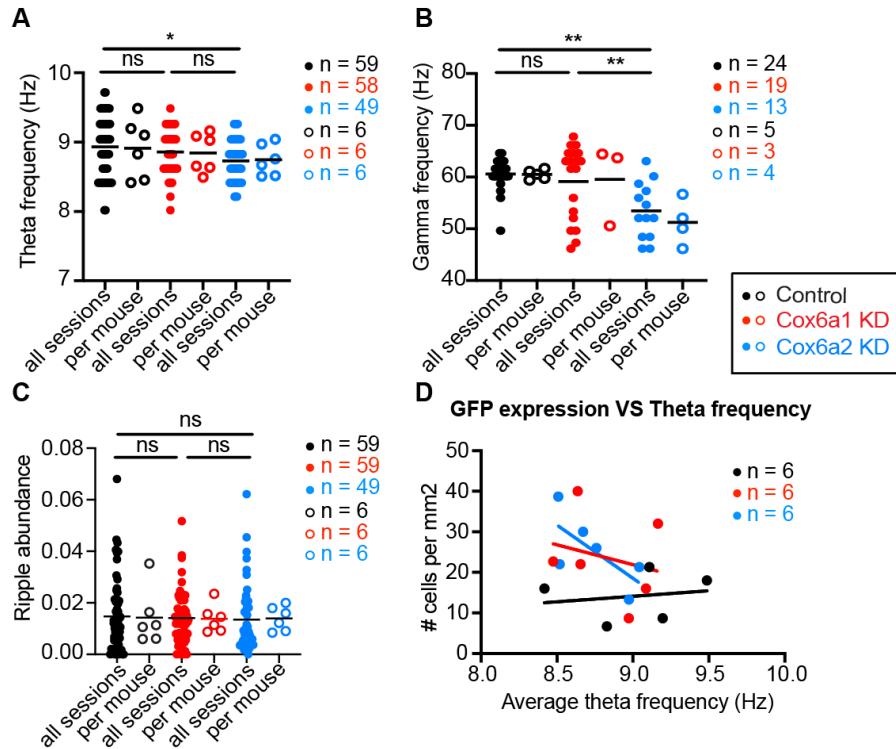 A
*
ns
ns
n = 59
n = 58
n = 49
n = 6
n = 6
n = 6
Theta frequency (Hz)
10
9
8
7
all sessions
per mouse
all sessions
per mouse
all sessions
per mouse
B
**
ns
**
n = 24
n = 19
n = 13
n = 5
n = 3
n = 4
Gamma frequency (Hz)
80
70
60
50
40
all sessions
per mouse
all sessions
per mouse
all sessions
per mouse
Control
Cox6a1 KD
Cox6a2 KD
C
ns
ns
ns
n = 59
n = 59
n = 49
n = 6
n = 6
n = 6
Ripple abundance
0.08
0.06
0.04
0.02
0.00
all sessions
per mouse
all sessions
per mouse
all sessions
per mouse
D
GFP expression VS Theta frequency
n = 6
n = 6
n = 6
# cells per mm2
50
40
30
20
10
0
8.0 8.5 9.0 9.5 10.0
Average theta frequency (Hz)